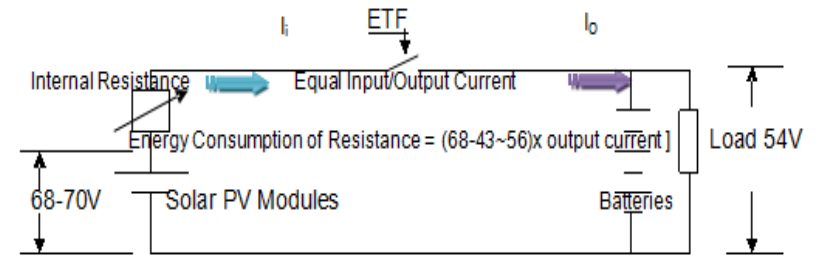 Ii ETF Io
Internal Resistance Equal Input/Output Current
Energy Consumption of Resistance = (68-43~56)x output current ] Load 54V
68-70V Solar PV Modules Batteries